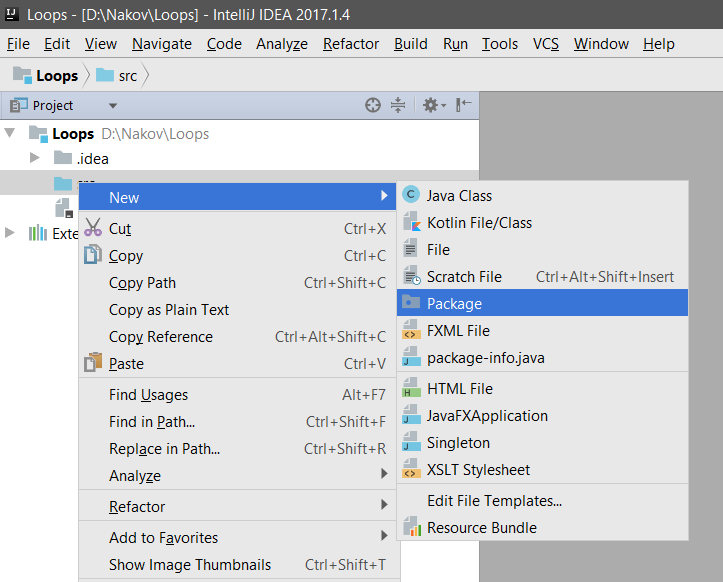 Loops - [D:\Nakov\Loops] - IntelliJ IDEA 2017.1.4
File Edit View Navigate Code Analyze Refactor Build Run Tools VCS Window Help
Loops src
Project
Loops D:\Nakov\Loops
.idea
New
Cut Ctrl+X
Copy Ctrl+C
Copy Path Ctrl+Shift+C
Copy as Plain Text
Copy Reference Ctrl+Alt+Shift+C
Paste Ctrl+V
Find Usages Alt+F7
Find in Path... Ctrl+Shift+F
Replace in Path... Ctrl+Shift+R
Analyze
Refactor
Add to Favorites
Show Image Thumbnails Ctrl+Shift+T
Java Class
Kotlin File/Class
File
Scratch File Ctrl+Alt+Shift+Insert
Package
FXML File
package-info.java
HTML File
JavaFXApplication
Singleton
XSLT Stylesheet
Edit File Templates...
Resource Bundle